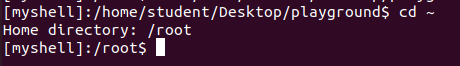 [myshell]:/home/student/Desktop/playground$ cd ~
Home directory: /root
[myshell]:/root$